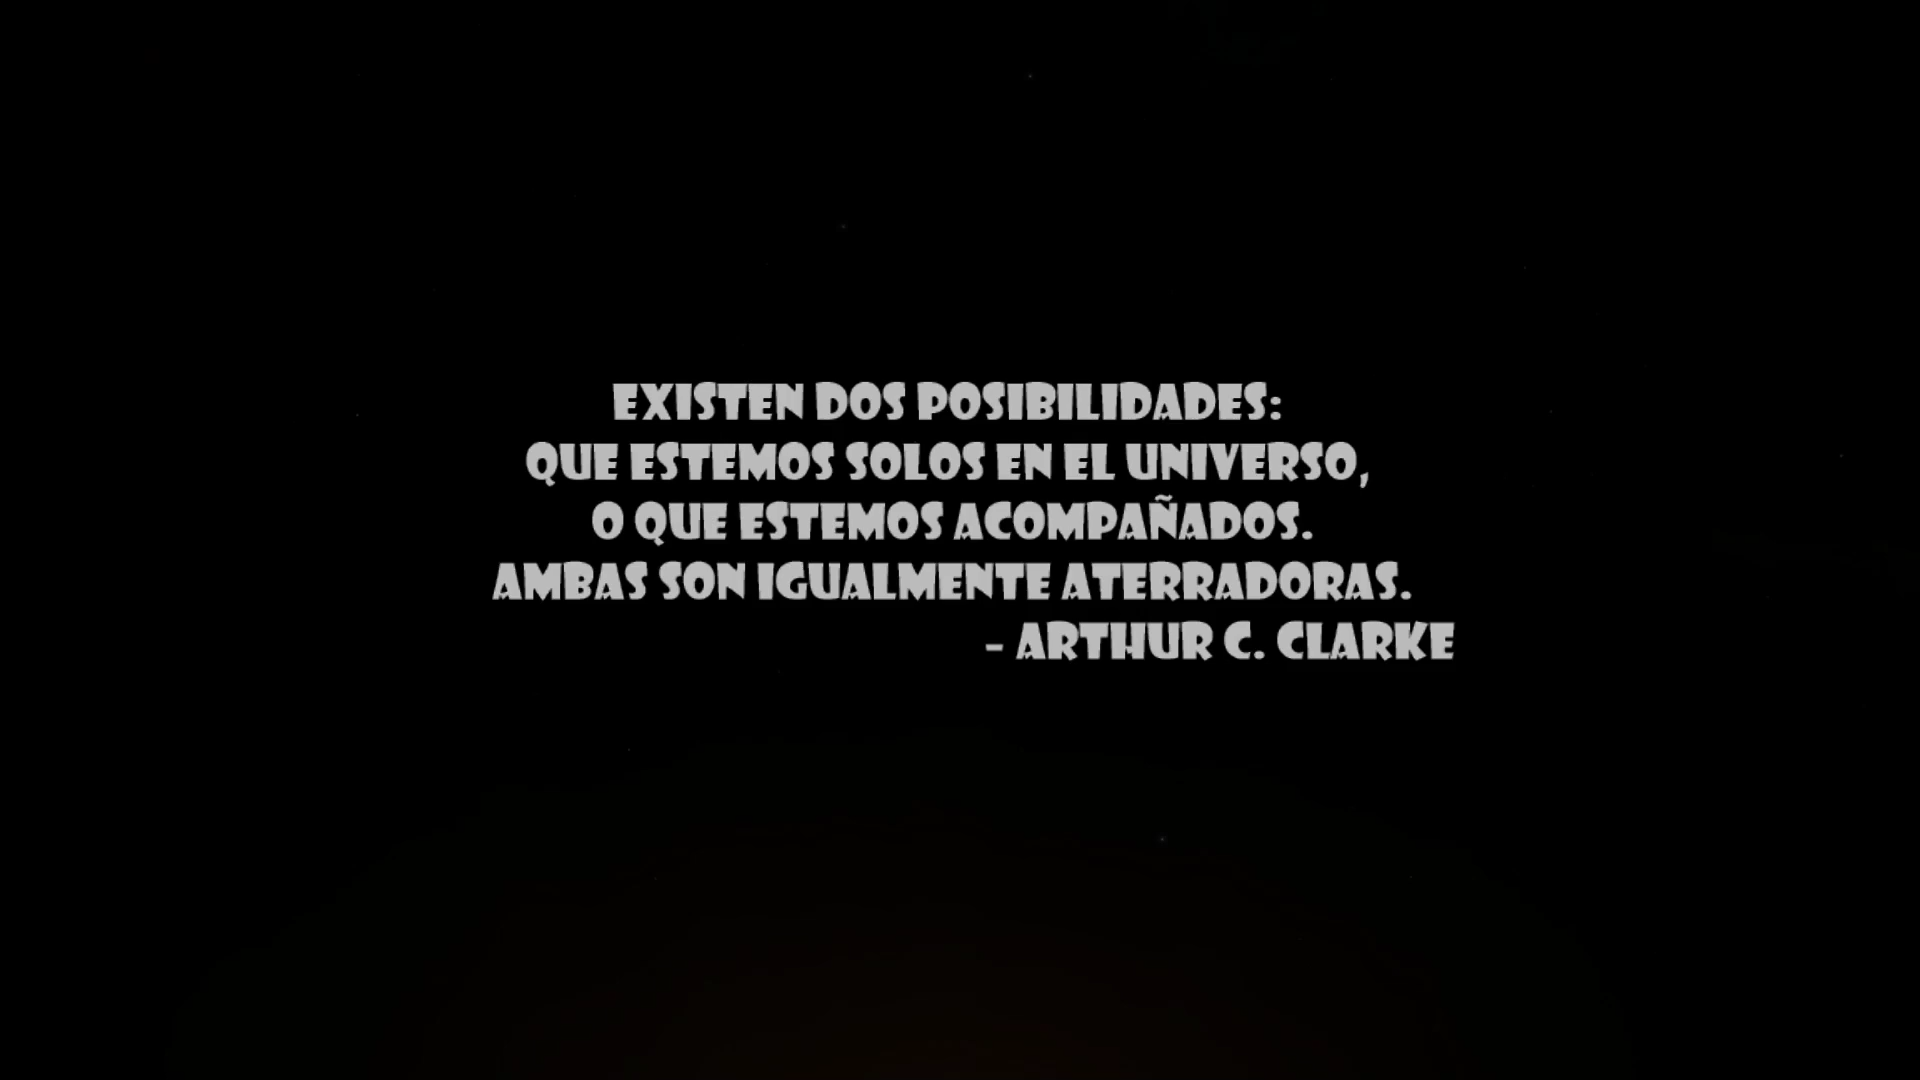 EXISTEN DOS POSIBILIDADES:
QUE ESTEMOS SOLOS EN EL UNIVERSO,
O QUE ESTEMOS ACOMPAÑADOS.
AMBAS SON IGUALMENTE ATERRADORAS.
- ARTHUR C. CLARKE